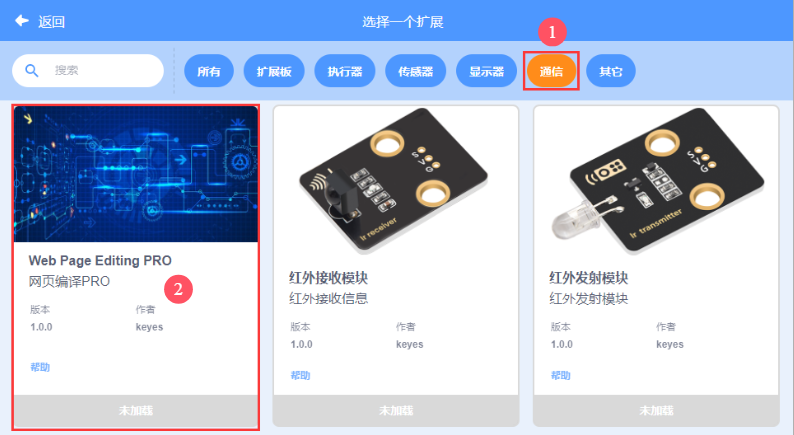 返回
选择一个扩展
1
搜索
所有
扩展板
执行器
传感器
显示器
通信
其它
Web Page Editing PRO
网页编译PRO
2
版本
作者
1.0.0
keyes
帮助
未加载
S
V
G
Ir receiver
红外接收模块
红外接收信息
版本
作者
1.0.0
keyes
帮助
未加载
S
V
G
Ir transmitter
红外发射模块
红外发射模块
版本
作者
1.0.0
keyes
帮助
未加载